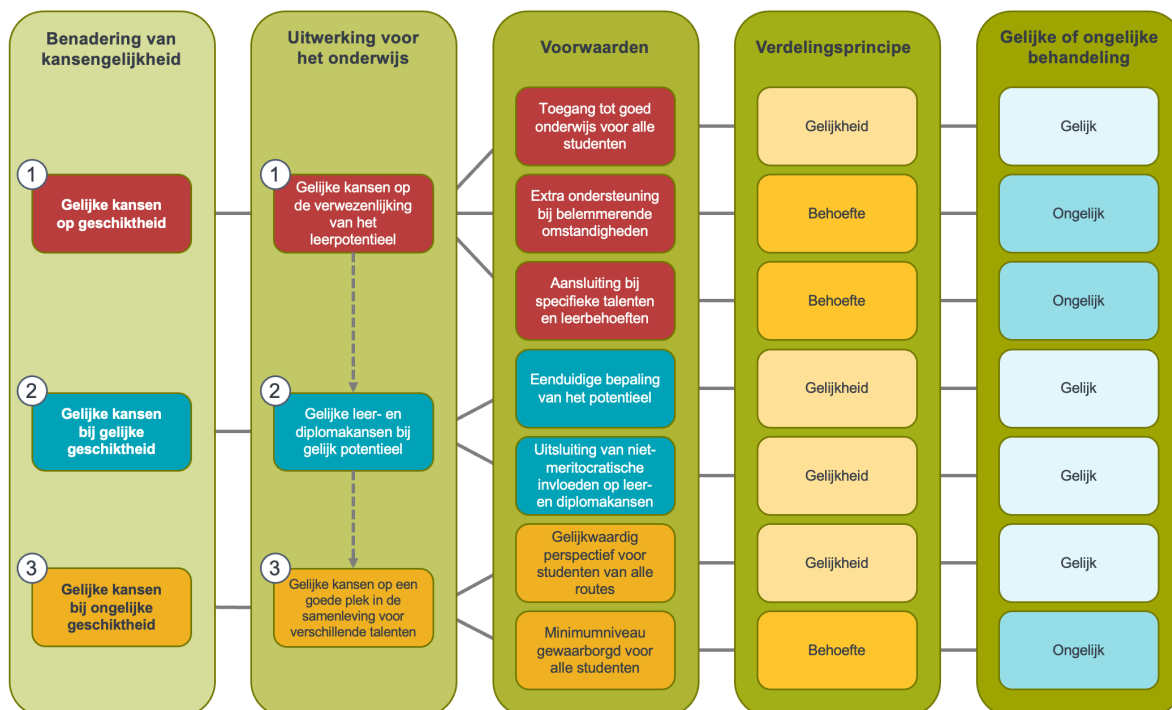 Benadering van
kansengelijkheid
Uitwerking voor
het onderwijs
Voorwaarden
Verdelingsprincipe
Gelijke of ongelijke
behandeling
1
Gelijke kansen
op geschiktheid
1
Gelijke kansen op
de verwezenlijking
van het
leerpotentieel
Toegang tot goed
onderwijs voor alle
studenten
Gelijkheid
Gelijk
Extra ondersteuning
bij belemmerende
omstandigheden
Behoefte
Ongelijk
Aansluiting bij
specifieke talenten
en leerbehoeften
Behoefte
Ongelijk
2
Gelijke kansen
bij gelijke
geschiktheid
2
Gelijke leer- en
diplomakansen bij
gelijk potentieel
Eenduidige bepaling
van het potentieel
Gelijkheid
Gelijk
Uitsluiting van niet-
meritocratische
invloeden op leer-
en diplomakansen
Gelijkheid
Gelijk
3
Gelijke kansen
bij ongelijke
geschiktheid
3
Gelijke kansen op een
goede plek in de
samenleving voor
verschillende talenten
Gelijkwaardig
perspectief voor
studenten van alle
routes
Gelijkheid
Gelijk
Minimumniveau
gewaarborgd voor
alle studenten
Behoefte
Ongelijk